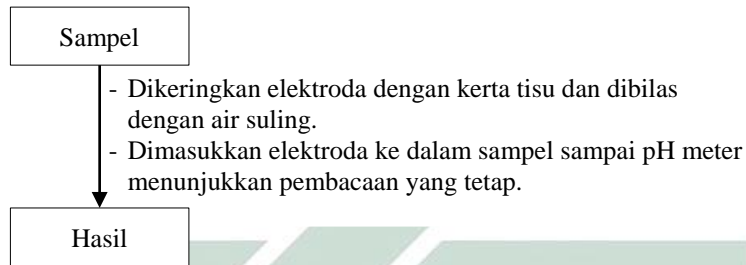 Sampel
- Dikeringkan elektroda dengan kerta tisu dan dibilas
dengan air suling.
- Dimasukkan elektroda ke dalam sampel sampai pH meter
menunjukkan pembacaan yang tetap.
Hasil